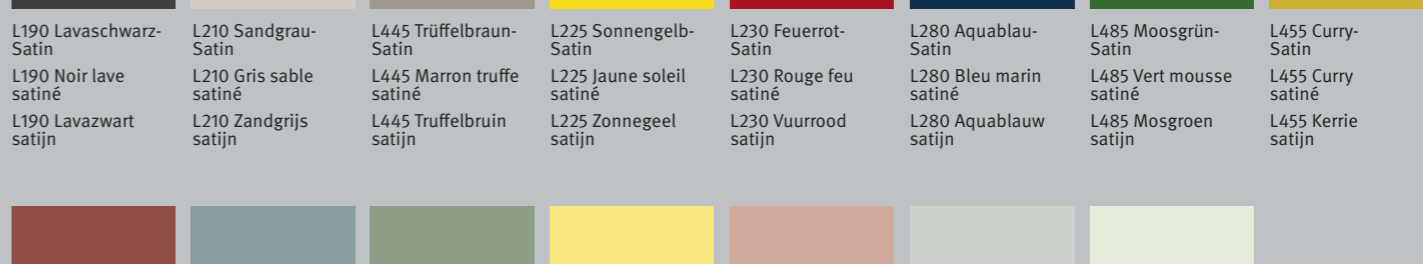 L190 Lavaschwarz-
Satin
L190 Noir lave
satiné
L190 Lavazwart
satijn
L210 Sandgrau-
Satin
L210 Gris sable
satiné
L210 Zandgrijs
satijn
L445 Trüffelbraun-
Satin
L445 Marron truffe
satiné
L445 Truffelbruin
satijn
L225 Sonnengelb-
Satin
L225 Jaune soleil
satiné
L225 Zonnegeel
satijn
L230 Feuerrot-
Satin
L230 Rouge feu
satiné
L230 Vuurrood
satijn
L280 Aquablau-
Satin
L280 Bleu marin
satiné
L280 Aquablauw
satijn
L485 Moosgrün-
Satin
L485 Vert mousse
satiné
L485 Mosgroen
satijn
L455 Curry-
Satin
L455 Curry
satiné
L455 Kerrie
satijn